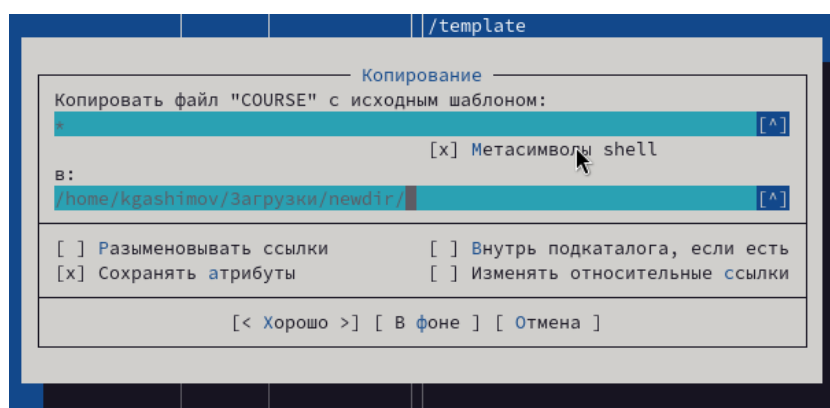 /template
Копирование
Копировать файл "COURSE" с исходным шаблоном:
* [^]
[x] Метасимволы shell
в:
/home/kgashimov/Загрузки/newdir/ [^]
[ ] Разыменовывать ссылки [ ] Внутрь подкаталога, если есть
[x] Сохранять атрибуты [ ] Изменять относительные ссылки
[< Хорошо >] [ В фоне ] [ Отмена ]